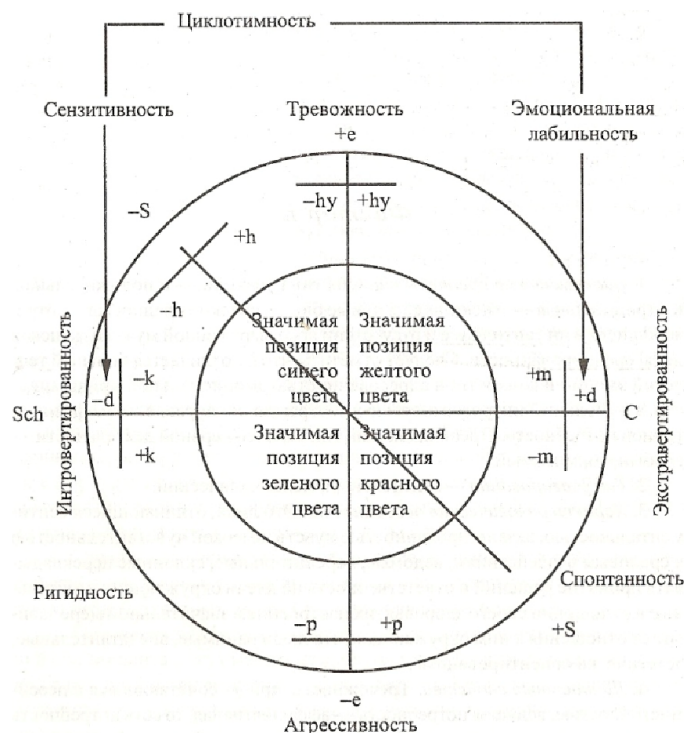 Циклотимность
Сензитивность
Тревожность
+e
Эмоциональная
лабильность
–hy
+hy
–S
+h
–h
Значимая
позиция
синего
цвета
Значимая
позиция
желтого
цвета
Интровертированность
Экстравертированность
–k
+m
–d
+d
Sch
C
+k
–m
Значимая
позиция
зеленого
цвета
Значимая
позиция
красного
цвета
Ригидность
Спонтанность
–p
+p
+S
–e
Агрессивность